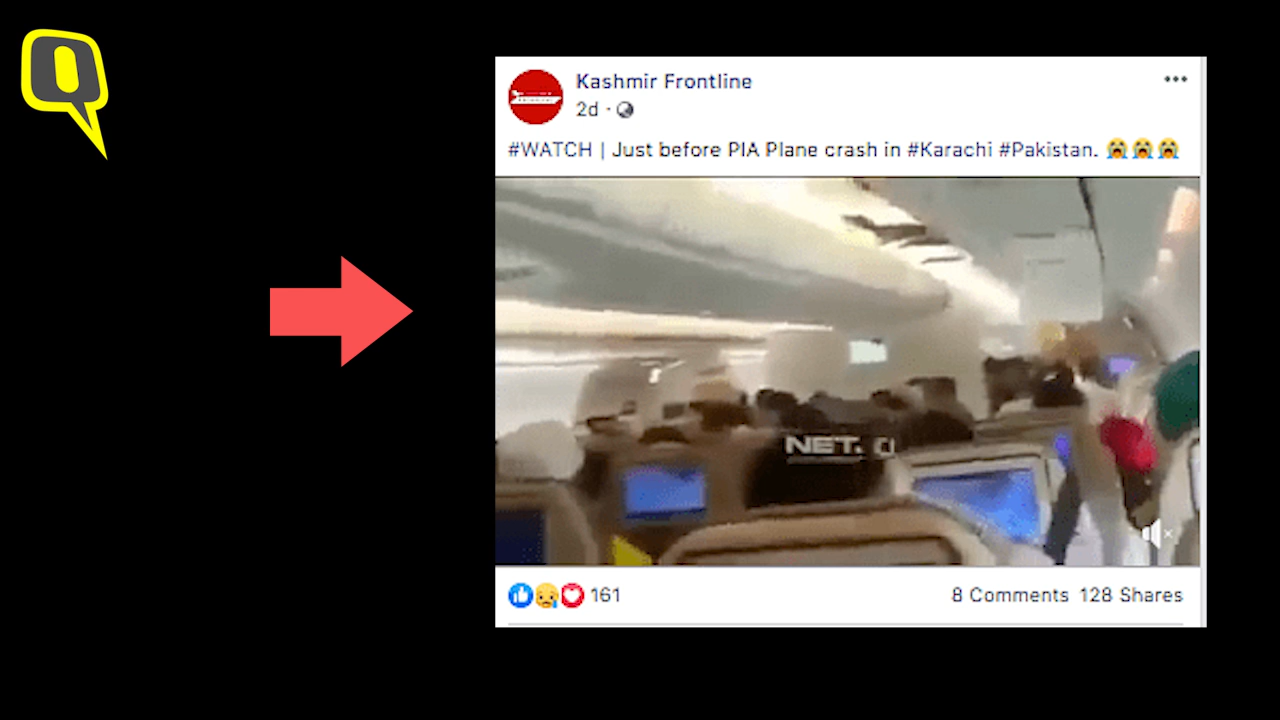 Kashmir Frontline
2d ·
#WATCH | Just before PIA Plane crash in #Karachi #Pakistan. 😭😭😭
NET.
161
8 Comments 128 Shares